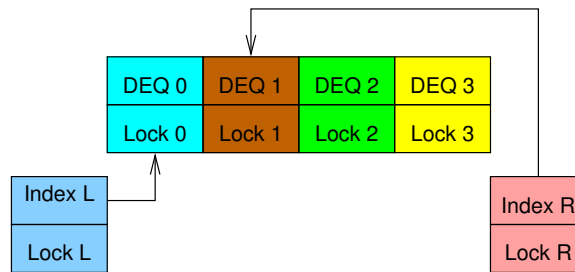 DEQ 0 DEQ 1 DEQ 2 DEQ 3
Lock 0 Lock 1 Lock 2 Lock 3
Index L
Lock L
Index R
Lock R